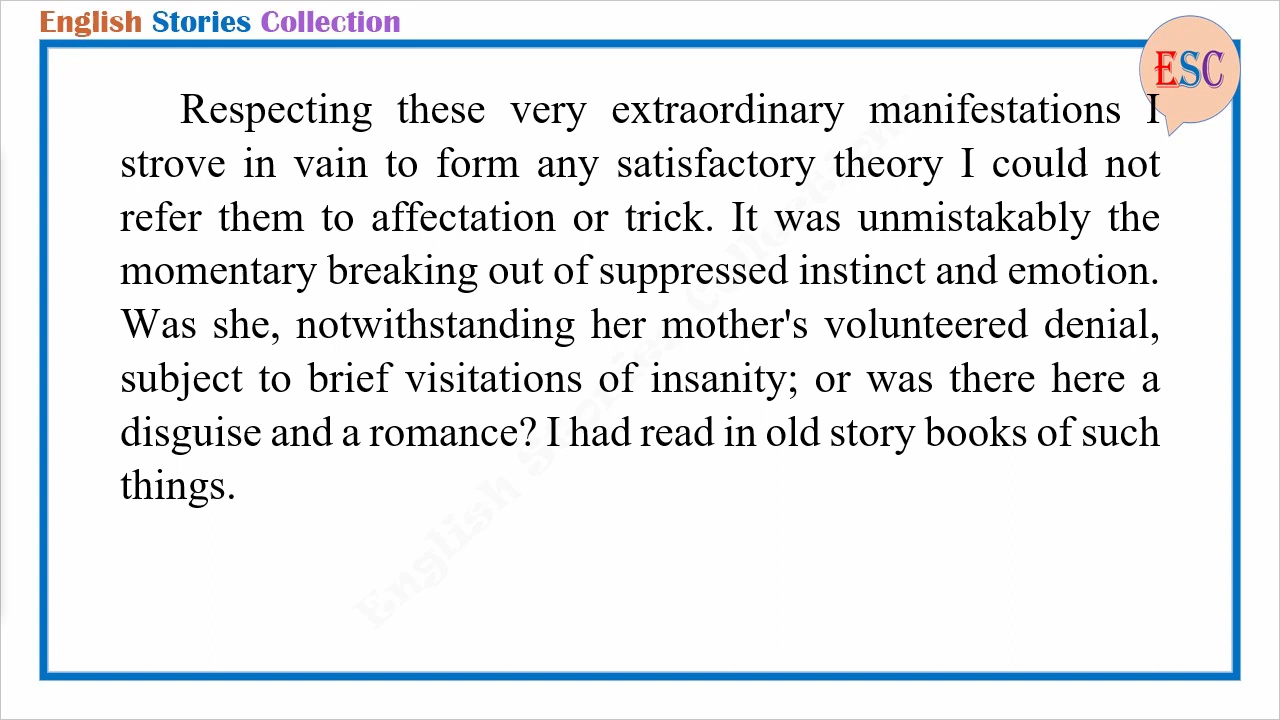 English Stories Collection
ESC
Respecting these very extraordinary manifestations I
strove in vain to form any satisfactory theory I could not
refer them to affectation or trick. It was unmistakably the
momentary breaking out of suppressed instinct and emotion.
Was she, notwithstanding her mother's volunteered denial,
subject to brief visitations of insanity; or was there here a
disguise and a romance? I had read in old story books of such
things.
English Stories Collection